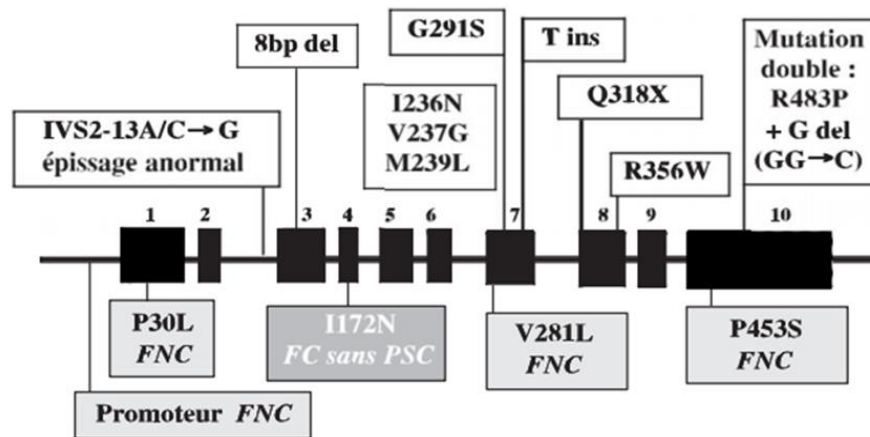 8bp del
G291S
T ins
Mutation
double :
R483P
+ G del
(GG→C)
I236N
V237G
M239L
Q318X
IVS2-13A/C→G
épissage anormal
R356W
1 2 3 4 5 6 7 8 9 10
P30L
FNC
I172N
FC sans PSC
V281L
FNC
P453S
FNC
Promoteur FNC